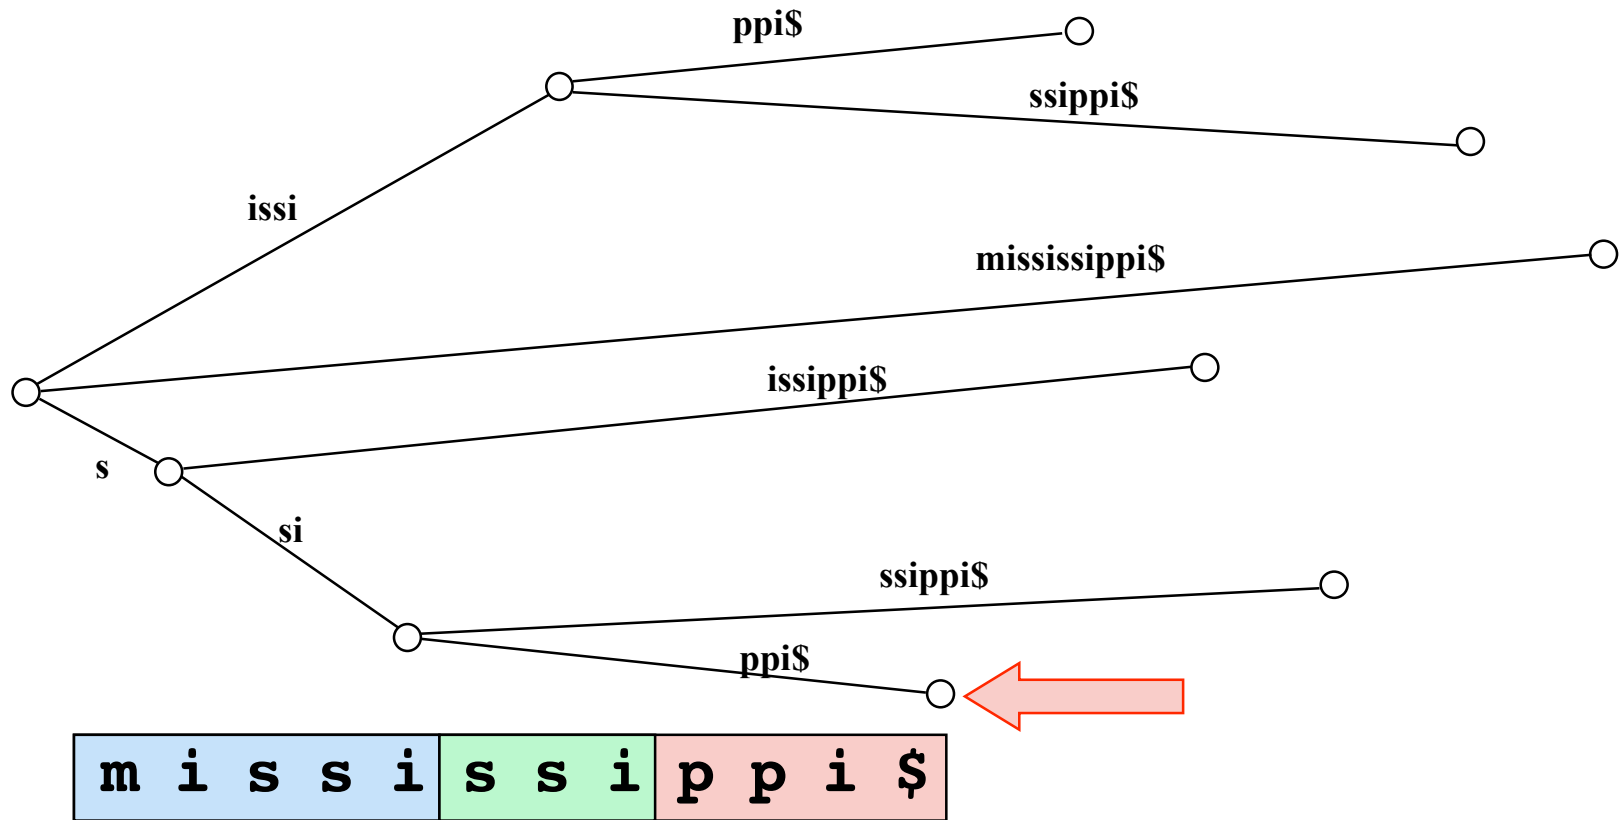 ppi$
ssippi$
issi
mississippi$
issippi$
s
si
ssippi$
ppi$
m i s s i s s i p p i $